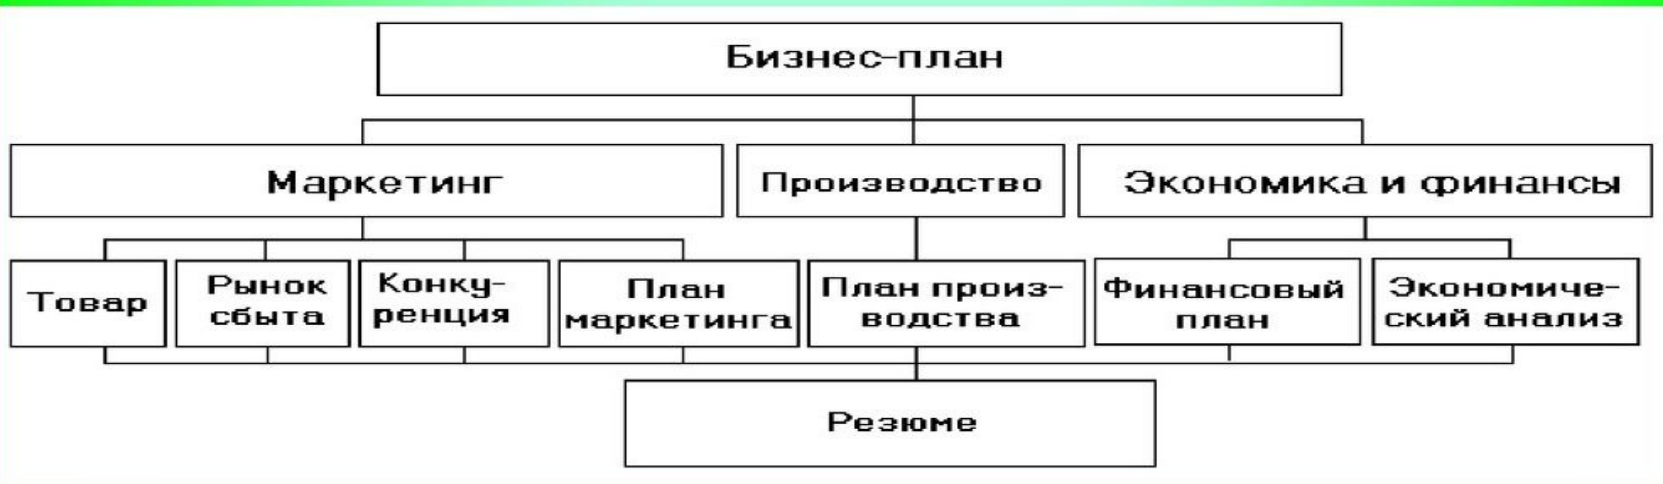 Бизнес-план
Маркетинг
Производство
Экономика и финансы
Товар
Рынок
сбыта
Конку-
ренция
План
маркетинга
План произ-
водства
Финансовый
план
Экономиче-
ский анализ
Резюме